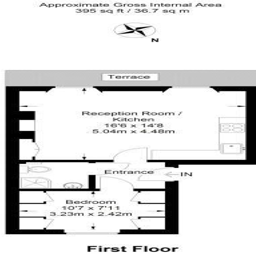 Approximate Gross Internal Area
395 sq ft / 36.7 sq m
N
Terrace
Reception Room /
Kitchen
16'6 x 14'8
5.04m x 4.48m
Entrance
IN
Bedroom
10'7 x 7'11
3.23m x 2.42m
First Floor